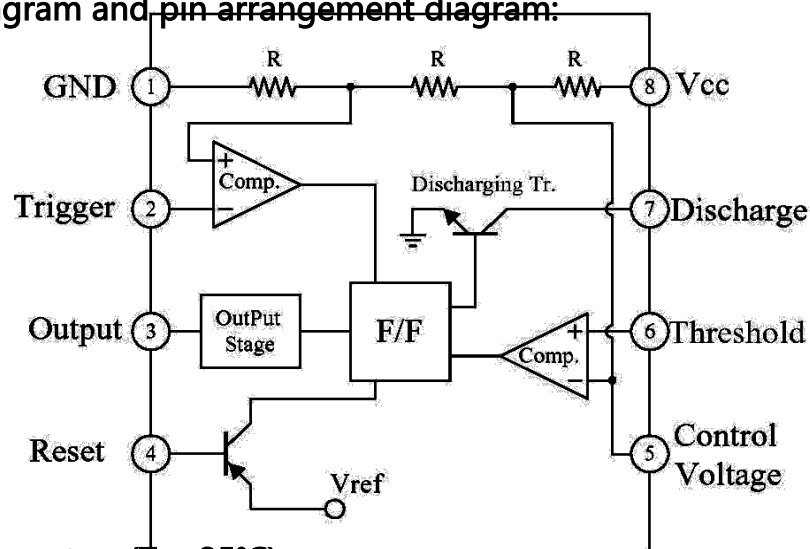 gram and pin arrangement diagram:
R R R
GND 1 8 Vcc
+
Comp.
Discharging Tr.
Trigger 2 − 7 Discharge
OutPut
Output 3 F/F + 6 Threshold
Stage
Comp.
−
Reset 4 5 Control
Voltage
Vref